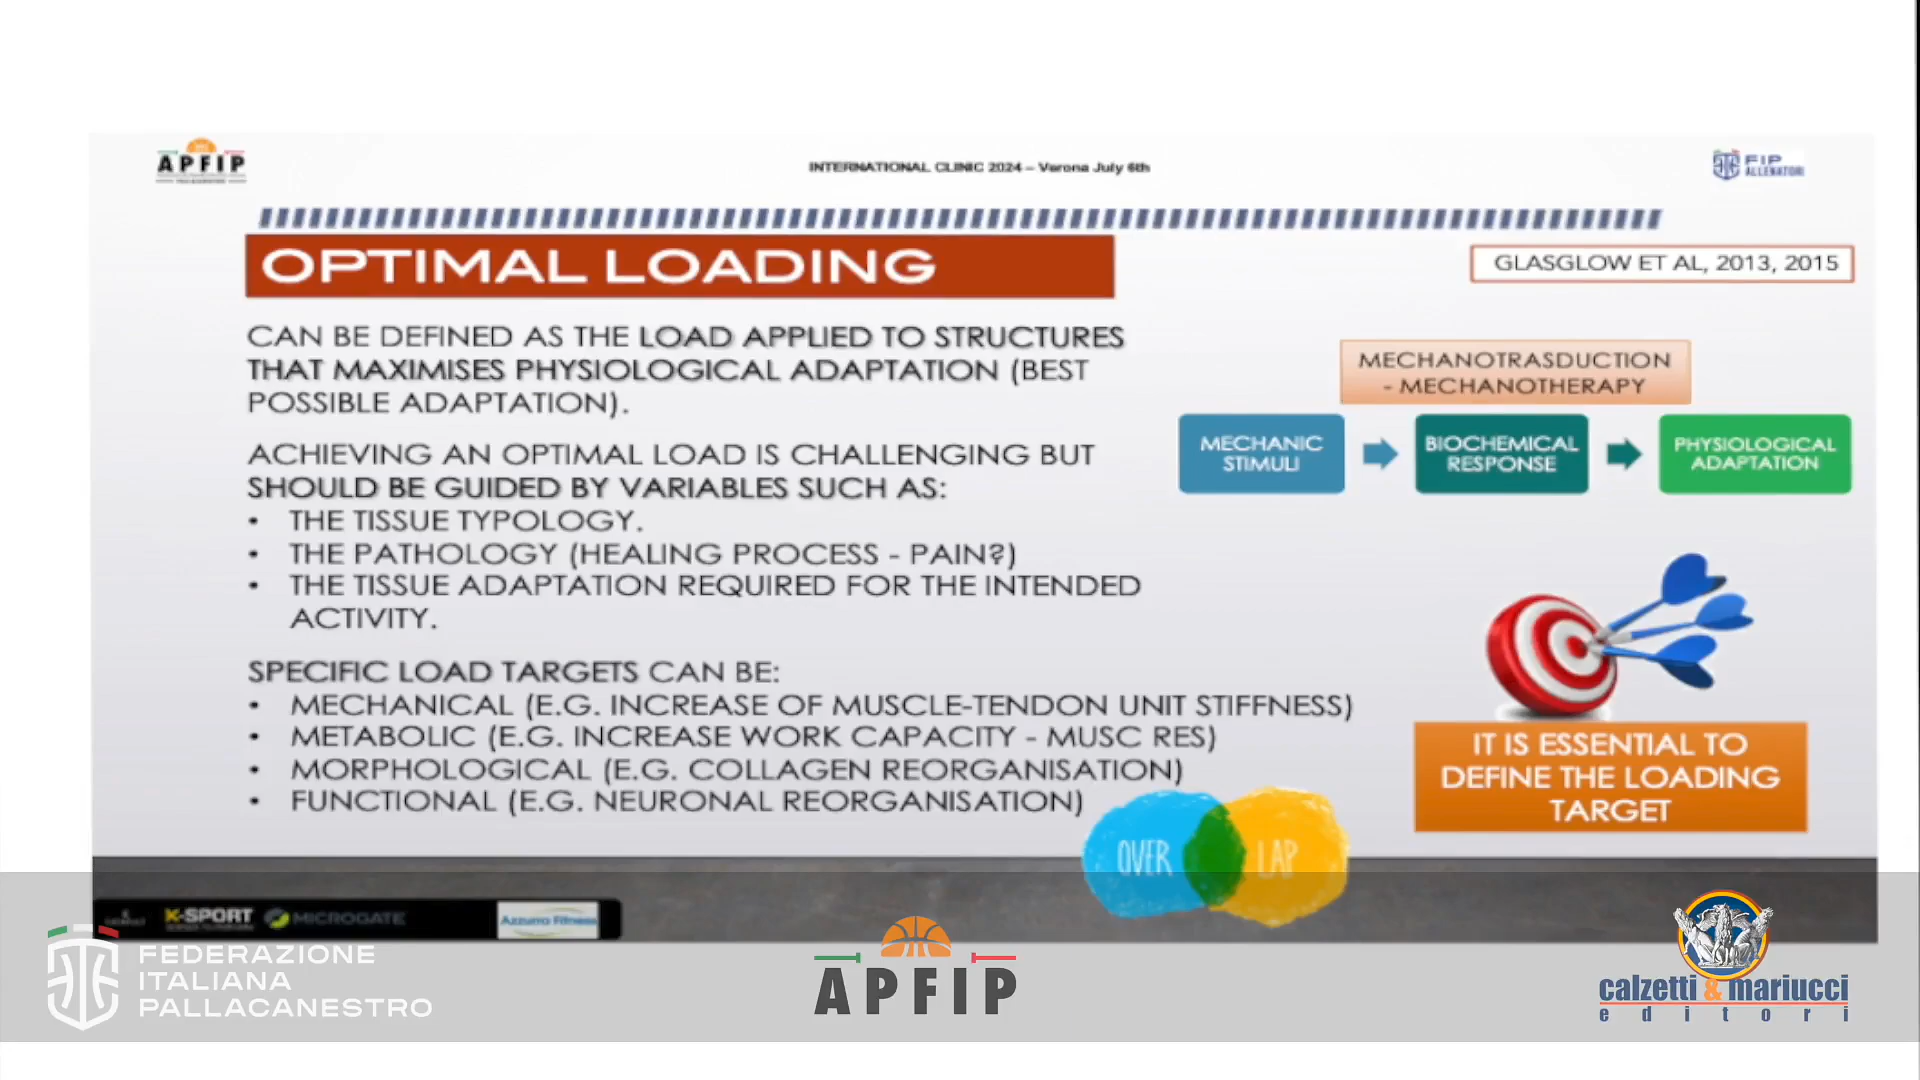 APFIP
INTERNATIONAL CLINIC 2024 – Verona July 6th
FIP
ALLENATORI
OPTIMAL LOADING
GLASGLOW ET AL, 2013, 2015
CAN BE DEFINED AS THE LOAD APPLIED TO STRUCTURES
THAT MAXIMISES PHYSIOLOGICAL ADAPTATION (BEST
POSSIBLE ADAPTATION).
MECHANOTRASDUCTION
- MECHANOTHERAPY
MECHANIC
STIMULI
BIOCHEMICAL
RESPONSE
PHYSIOLOGICAL
ADAPTATION
ACHIEVING AN OPTIMAL LOAD IS CHALLENGING BUT
SHOULD BE GUIDED BY VARIABLES SUCH AS:
• THE TISSUE TYPOLOGY.
• THE PATHOLOGY (HEALING PROCESS - PAIN?)
• THE TISSUE ADAPTATION REQUIRED FOR THE INTENDED
ACTIVITY.
SPECIFIC LOAD TARGETS CAN BE:
• MECHANICAL (E.G. INCREASE OF MUSCLE-TENDON UNIT STIFFNESS)
• METABOLIC (E.G. INCREASE WORK CAPACITY - MUSC RES)
• MORPHOLOGICAL (E.G. COLLAGEN REORGANISATION)
• FUNCTIONAL (E.G. NEURONAL REORGANISATION)
IT IS ESSENTIAL TO
DEFINE THE LOADING
TARGET
OVER LAP
K-SPORT
MICROGATE
Azzurro Fitness
FEDERAZIONE
ITALIANA
PALLACANESTRO
APFIP
calzetti & mariucci
editori